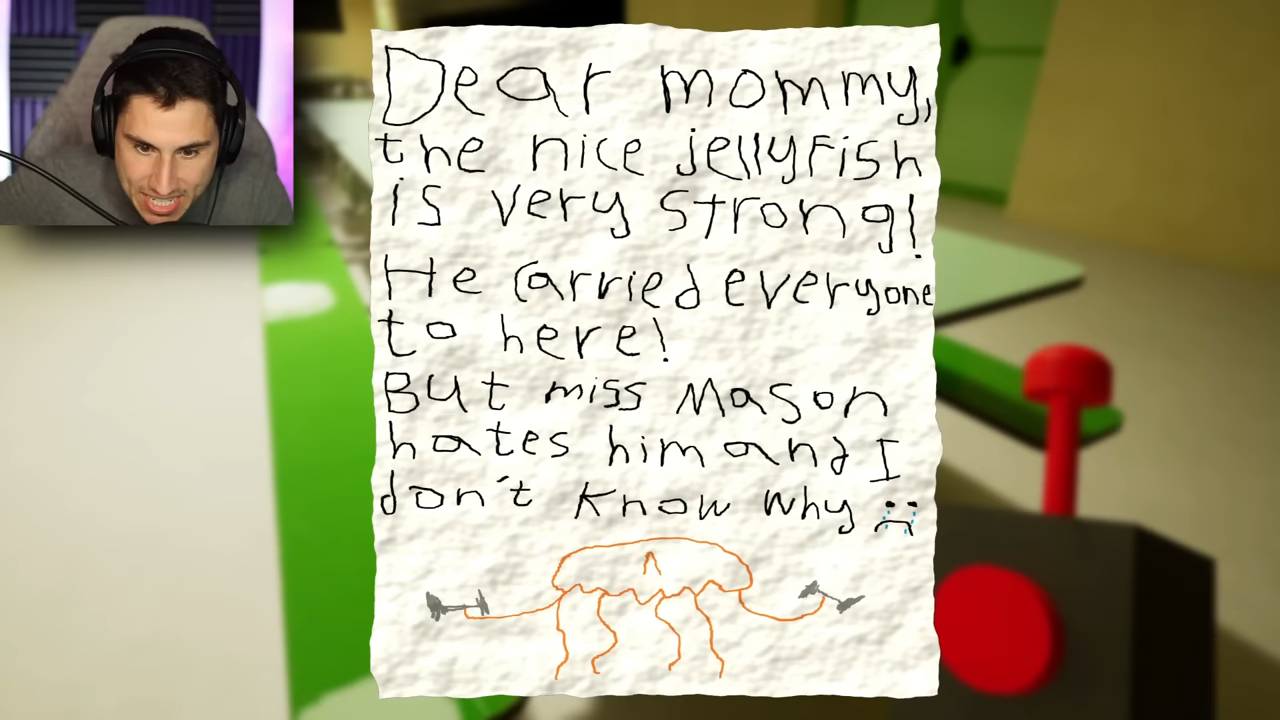 Dear mommy,
the nice jellyfish
is very strong!
He carried everyone
to here!
But miss Mason
hates him and I
don't know why